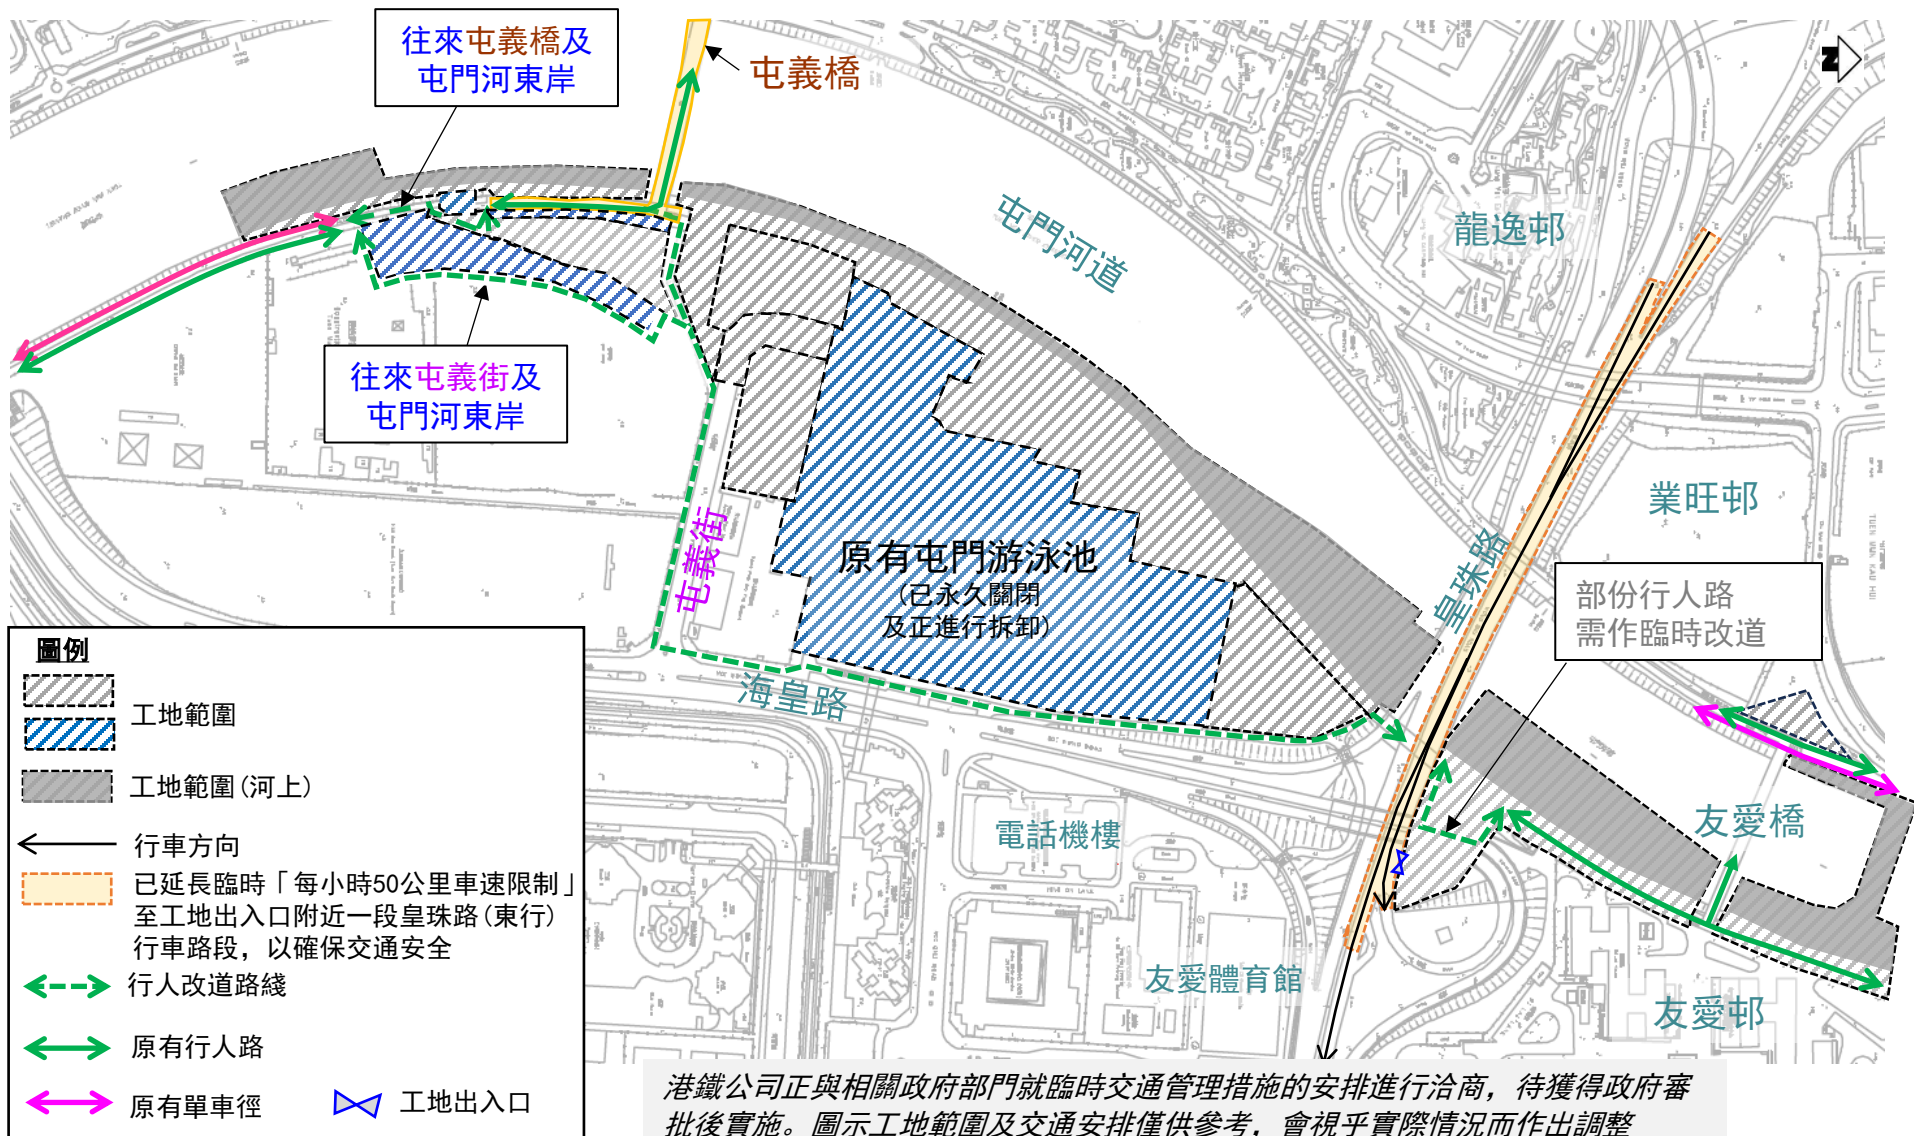 往來屯義橋及
屯門河東岸
屯義橋
N
屯門河道
龍逸邨
往來屯義街及
屯門河東岸
業旺邨
屯義街
原有屯門游泳池
(已永久關閉
及正進行拆卸)
皇珠路
部份行人路
需作臨時改道
海皇路
電話機樓
友愛橋
友愛體育館
友愛邨
圖例
工地範圍
工地範圍(河上)
行車方向
已延長臨時「每小時50公里車速限制」
至工地出入口附近一段皇珠路(東行)
行車路段，以確保交通安全
行人改道路綫
原有行人路
原有單車徑
工地出入口
港鐵公司正與相關政府部門就臨時交通管理措施的安排進行洽商，待獲得政府審
批後實施。圖示工地範圍及交通安排僅供參考，會視乎實際情況而作出調整